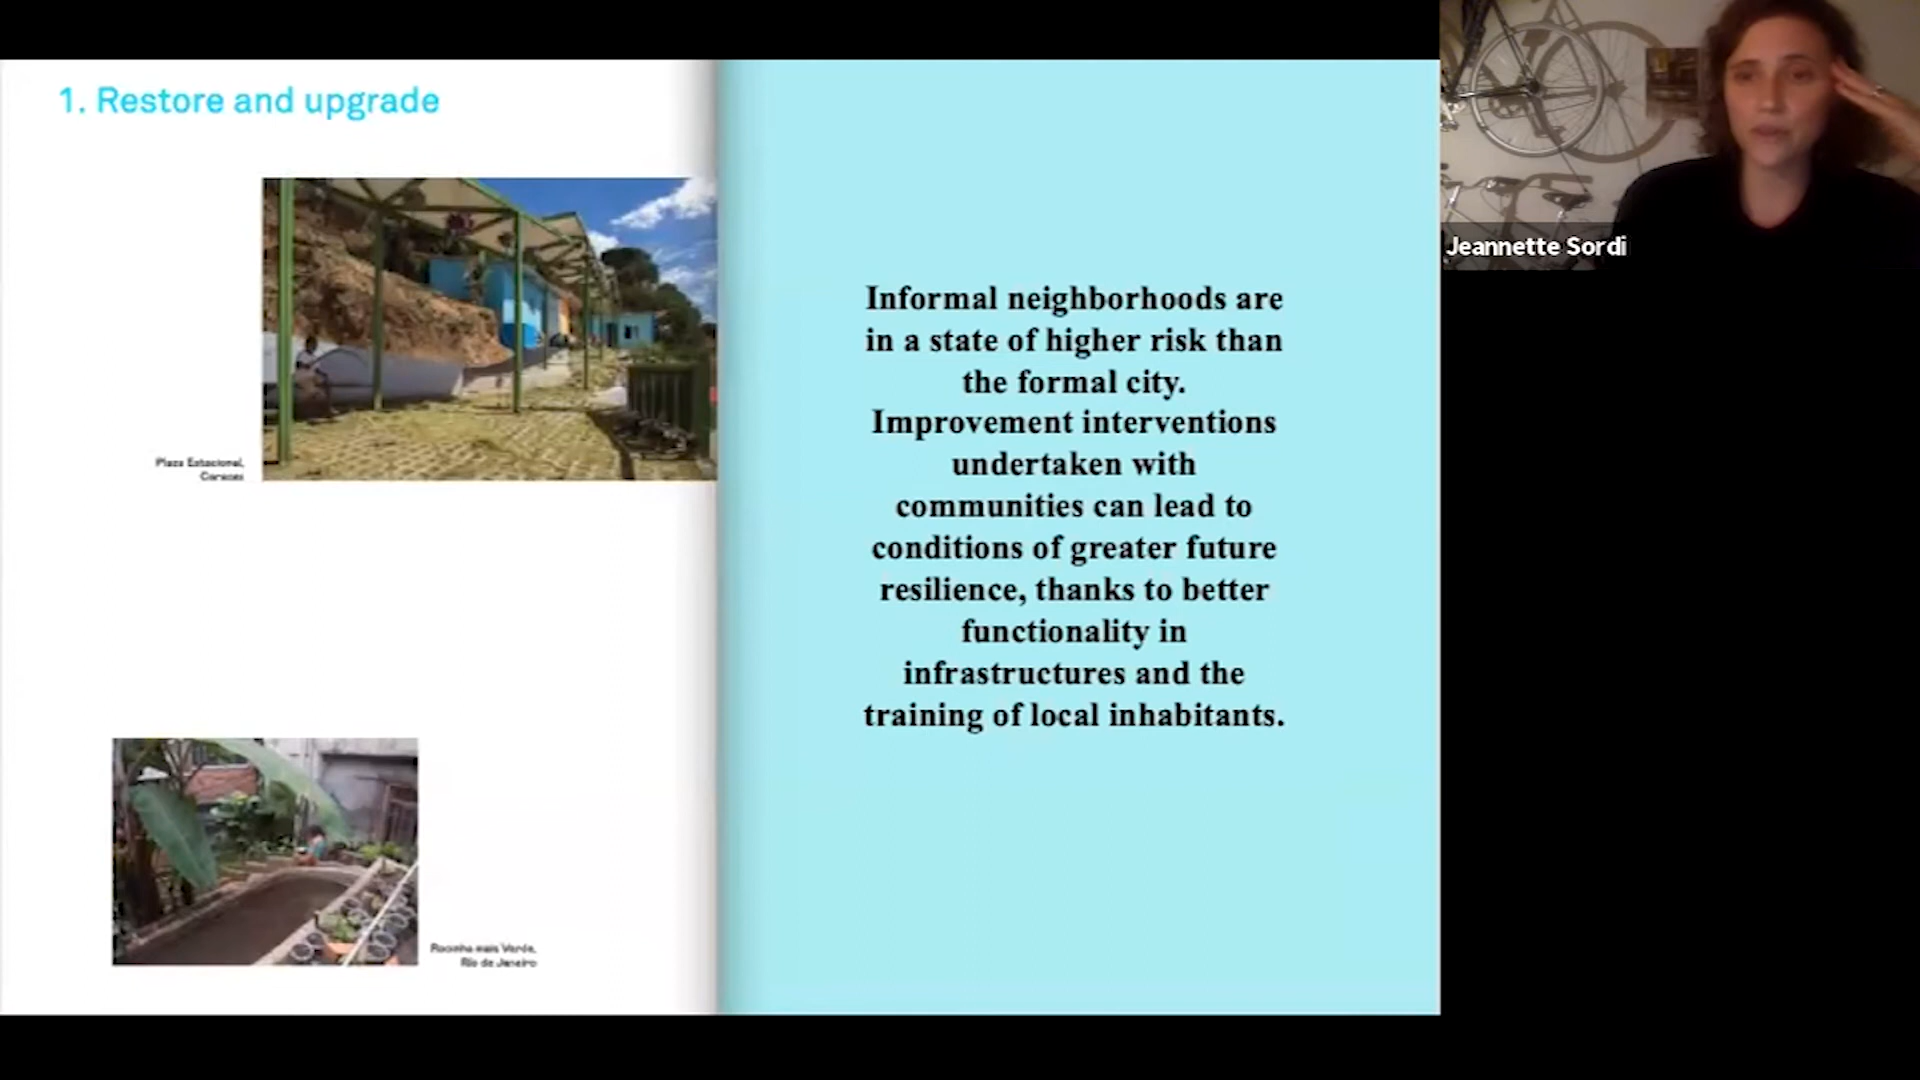 1. Restore and upgrade
Plaza Estacional,
Caracas
Informal neighborhoods are
in a state of higher risk than
the formal city.
Improvement interventions
undertaken with
communities can lead to
conditions of greater future
resilience, thanks to better
functionality in
infrastructures and the
training of local inhabitants.
Rocinha mais Verde,
Rio de Janeiro
Jeannette Sordi